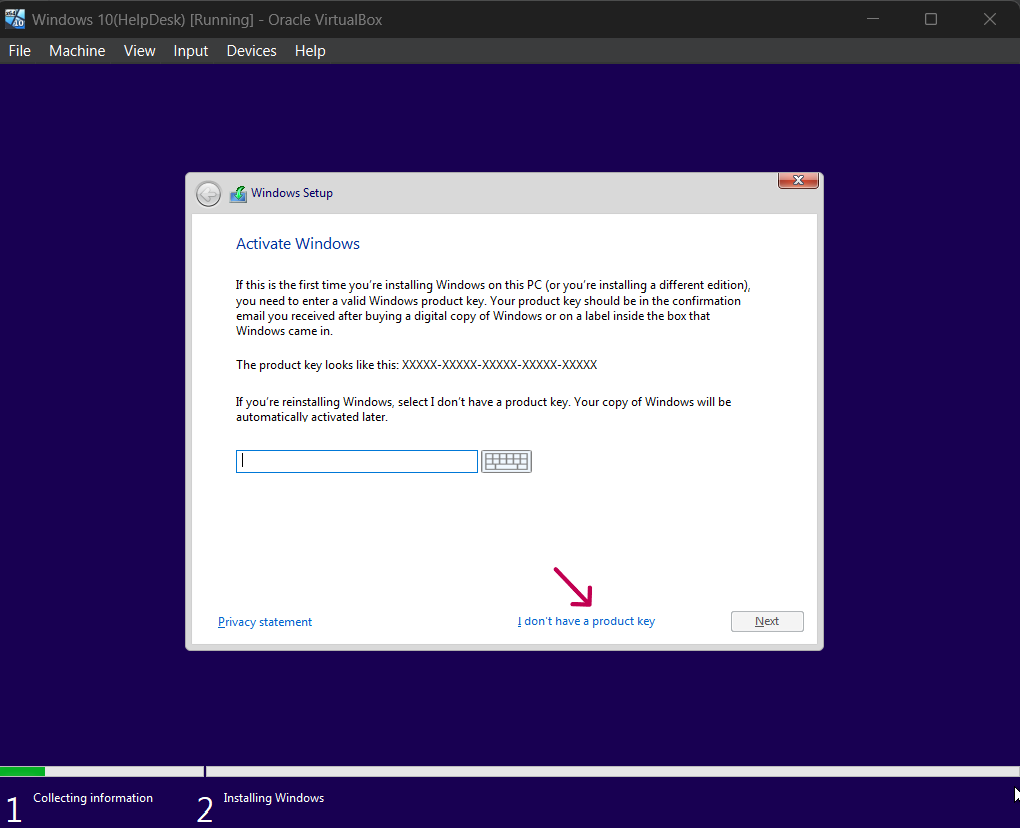 Windows 10(HelpDesk) [Running] - Oracle VirtualBox
File Machine View Input Devices Help
Windows Setup
Activate Windows
If this is the first time you're installing Windows on this PC (or you're installing a different edition),
you need to enter a valid Windows product key. Your product key should be in the confirmation
email you received after buying a digital copy of Windows or on a label inside the box that
Windows came in.
The product key looks like this: XXXXX-XXXXX-XXXXX-XXXXX-XXXXX
If you're reinstalling Windows, select I don't have a product key. Your copy of Windows will be
automatically activated later.
Privacy statement
I don't have a product key
Next
1 Collecting information
2 Installing Windows